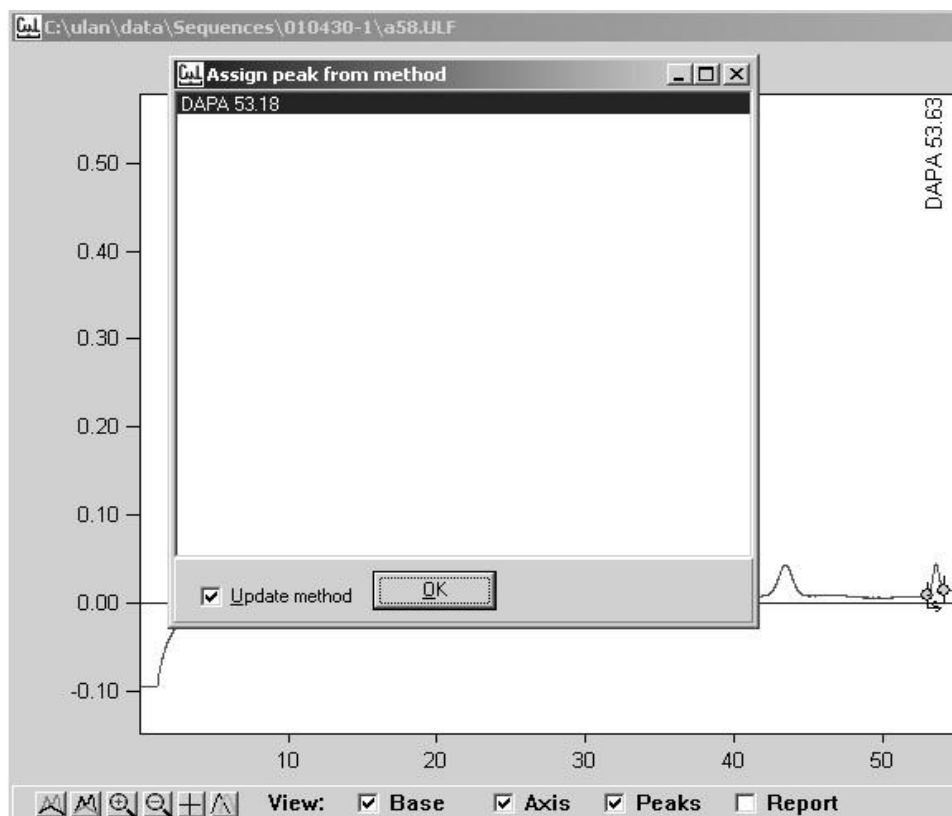 C:\ulan\data\Sequences\010430-1\a58.ULF
Assign peak from method
DAPA 53.18
DAPA 53.63
0.50
0.40
0.30
0.20
0.10
0.00
-0.10
Update method
OK
10 20 30 40 50
View: Base Axis Peaks Report